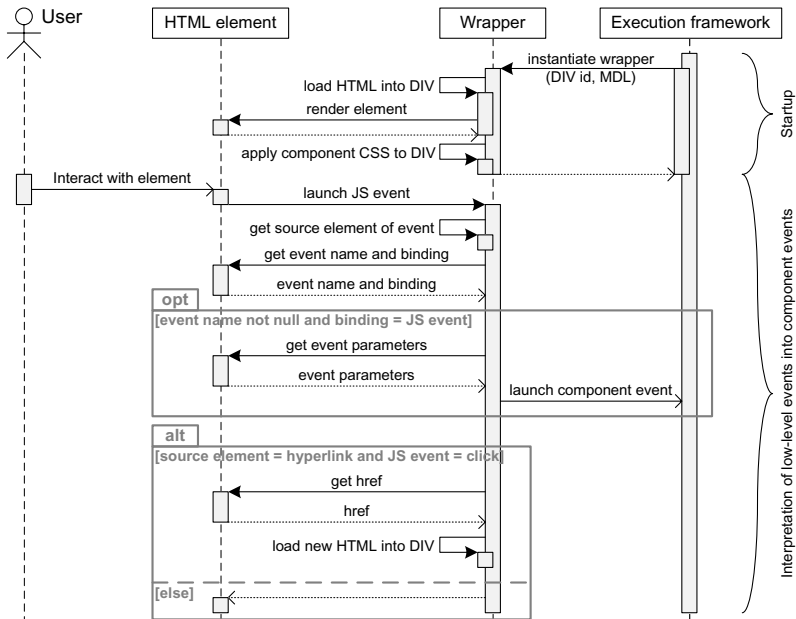 User
HTML element
Wrapper
Execution framework
instantiate wrapper
(DIV id, MDL)
load HTML into DIV
render element
apply component CSS to DIV
Startup
Interact with element
launch JS event
get source element of event
get event name and binding
event name and binding
opt
[event name not null and binding = JS event]
get event parameters
event parameters
launch component event
alt
[source element = hyperlink and JS event = click]
get href
href
load new HTML into DIV
[else]
Interpretation of low-level events into component events